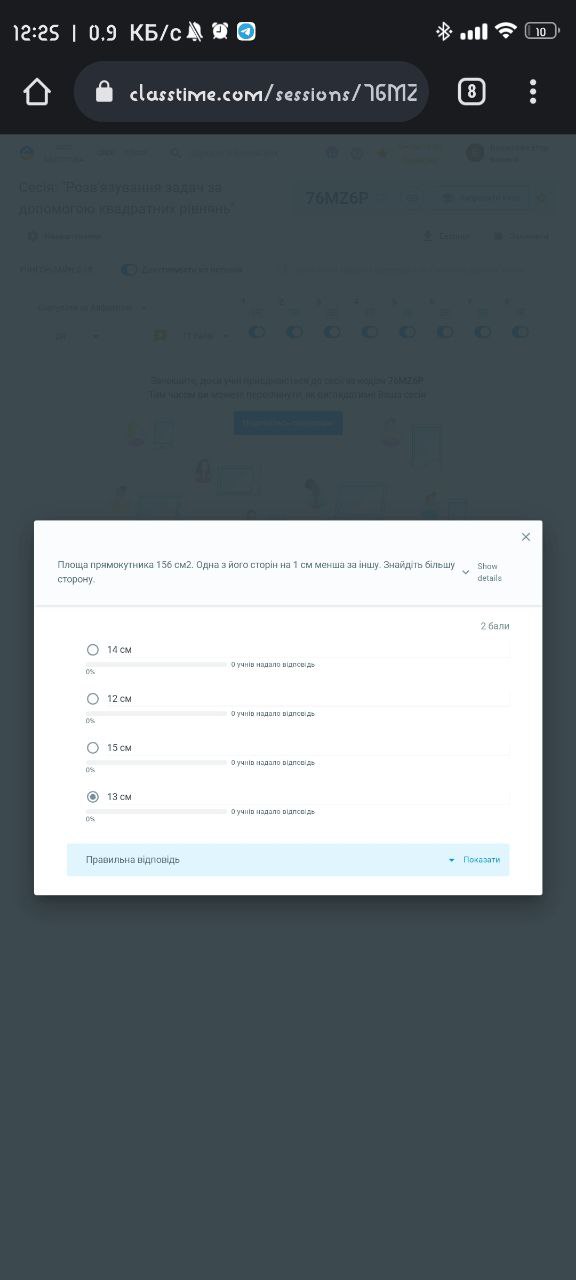 12:25 | 0.9 КБ/с
10
classtime.com/sessions/76MZ
8
Сесія: "Розв'язування задач за
допомогою квадратних рівнянь"
76MZ6P
Зачекайте, доки учні приєднаються до сесії за кодом 76MZ6P
Тим часом ви можете переглянути, як виглядатиме Ваша сесія
Площа прямокутника 156 см2. Одна з його сторін на 1 см менша за іншу. Знайдіть більшу
сторону.
Show
details
2 бали
14 см
0 учнів надало відповідь
0%
12 см
0 учнів надало відповідь
0%
15 см
0 учнів надало відповідь
0%
13 см
0 учнів надало відповідь
0%
Правильна відповідь
Показати